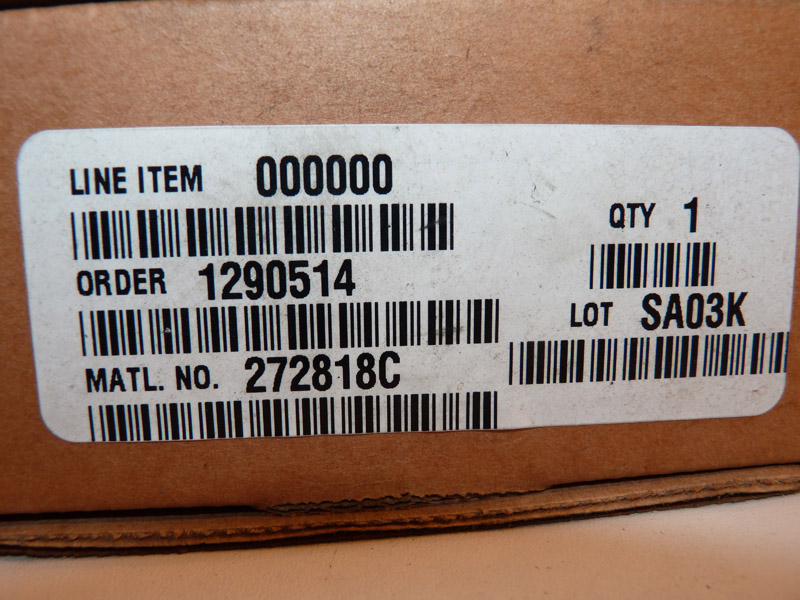 LINE ITEM 000000
QTY 1
ORDER 1290514
LOT SA03K
MATL. NO. 272818C